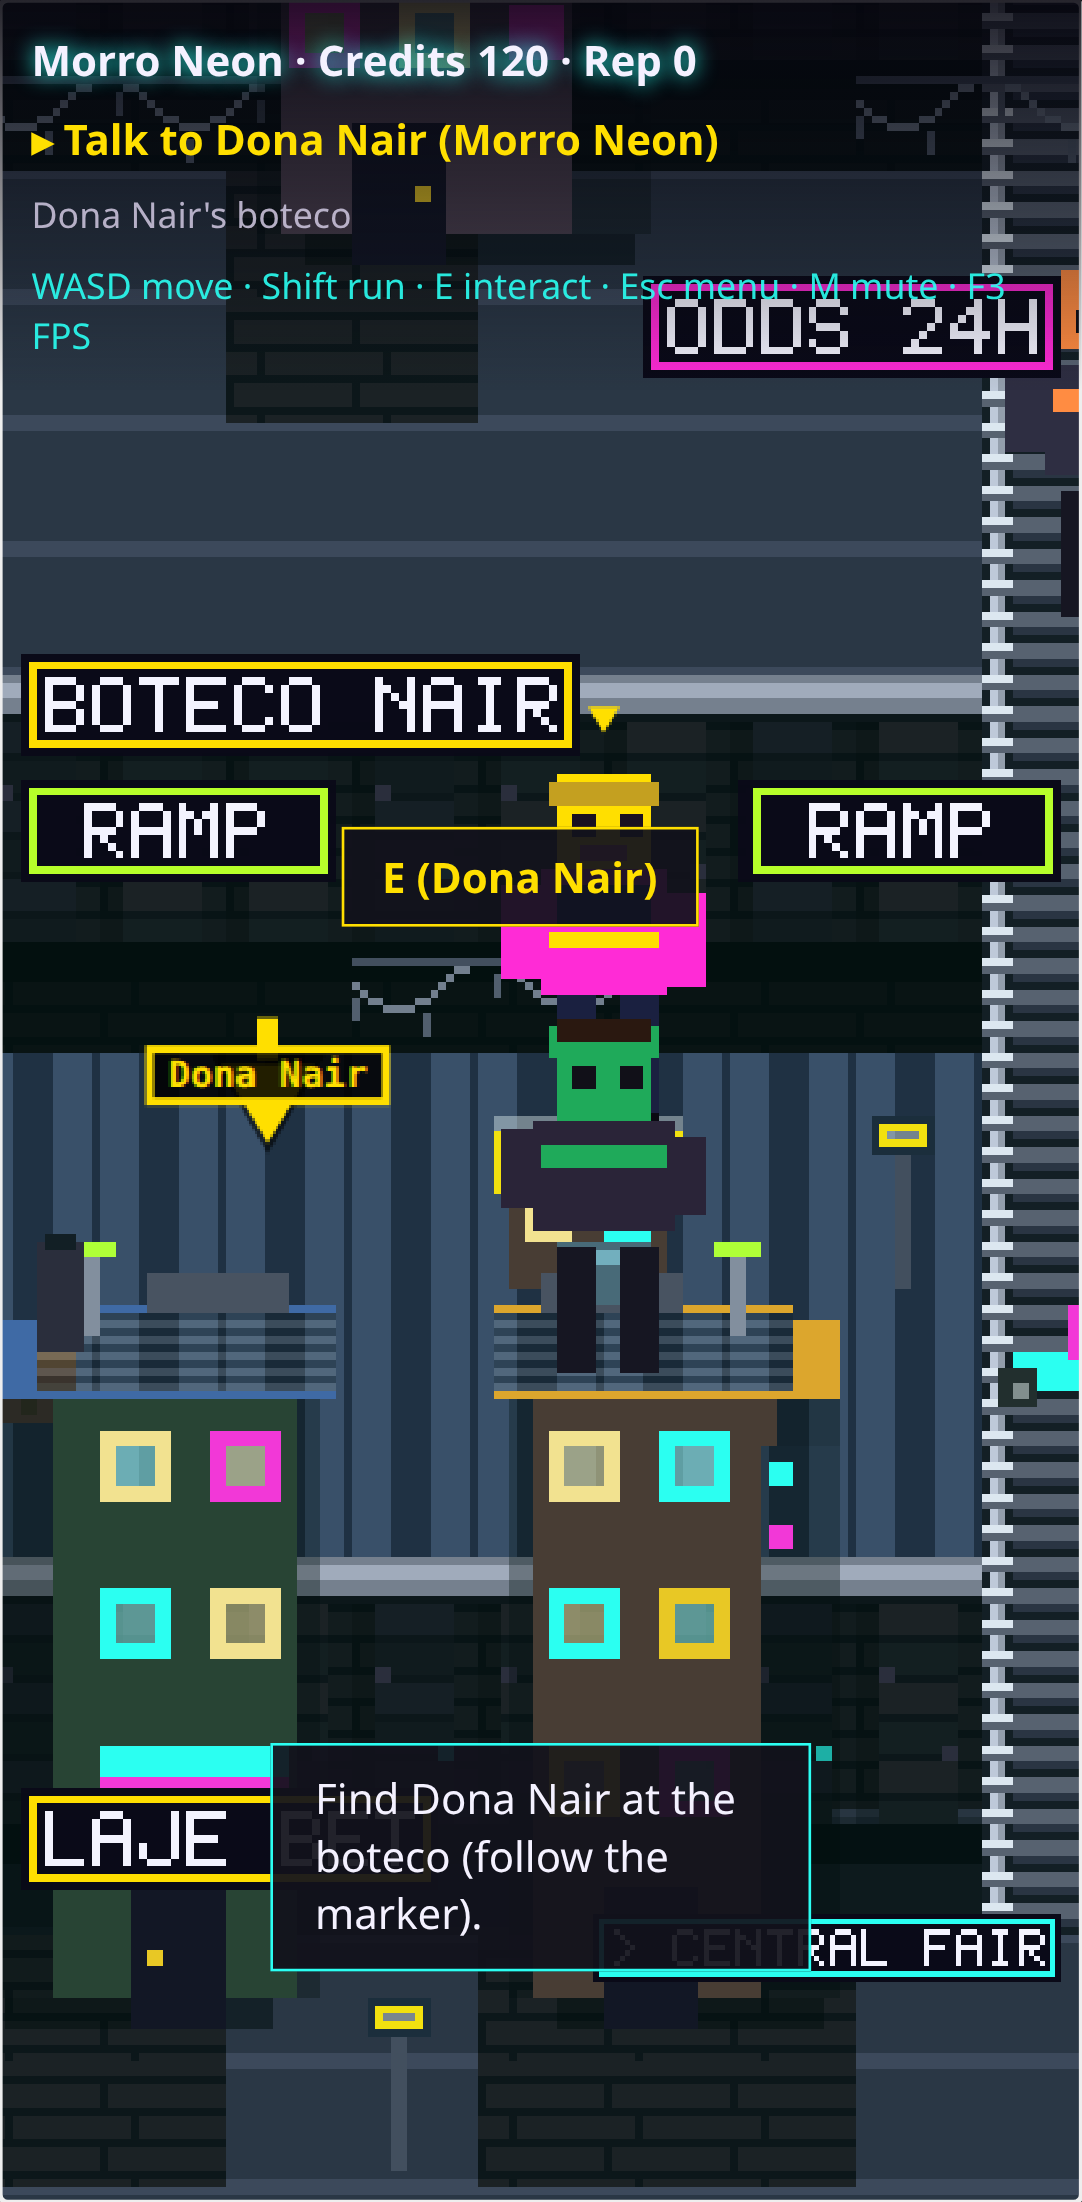 Morro Neon · Credits 120 · Rep 0
▸ Talk to Dona Nair (Morro Neon)
Dona Nair's boteco
WASD move · Shift run · E interact · Esc menu · M mute · F3
FPS
ODDS 24H
BOTECO NAIR
RAMP
RAMP
E (Dona Nair)
Dona Nair
Find Dona Nair at the
boteco (follow the
marker).
LAJE BET
> CENTRAL FAIR